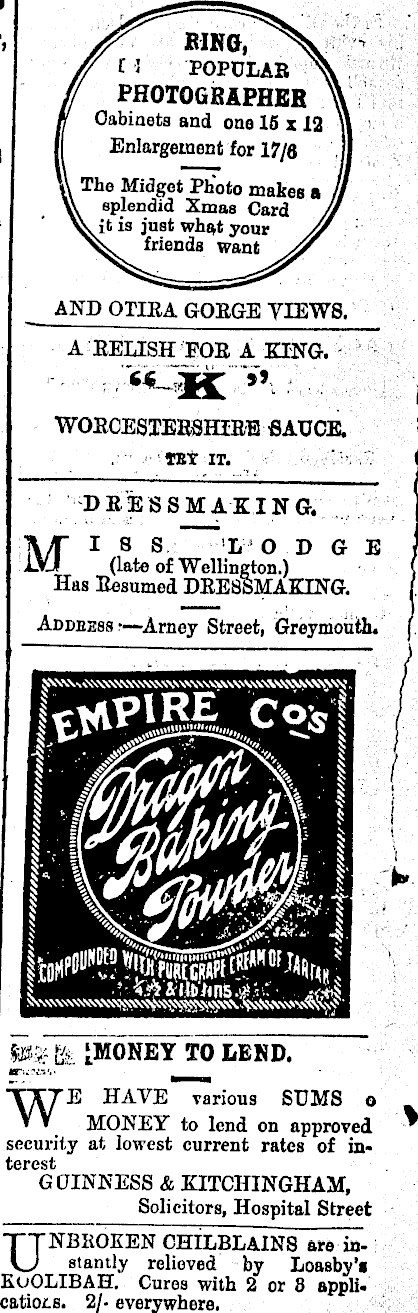 RING,
POPULAR
PHOTOGRAPHER
Cabinets and one 15 x 12
Enlargement for 17/6
The Midget Photo makes a
splendid Xmas Card
it is just what your
friends want
AND OTIRA GORGE VIEWS.
A RELISH FOR A KING.
"K"
WORCESTERSHIRE SAUCE.
TRY IT.
DRESSMAKING.
MISS LODGE
(late of Wellington.)
Has Resumed DRESSMAKING.
ADDRESS:—Arney Street, Greymouth.
EMPIRE Co's
Dragon
Baking
Powder
COMPOUNDED WITH PURE GRAPE CREAM OF TARTAR
& 1 lb tins
MONEY TO LEND.
WE HAVE various SUMS o
MONEY to lend on approved
security at lowest current rates of in-
terest
GUINNESS & KITCHINGHAM,
Solicitors, Hospital Street
UNBROKEN CHILBLAINS are in-
stantly relieved by Loasby's
KOOLIBAH. Cures with 2 or 3 appli-
cations. 2/- everywhere.